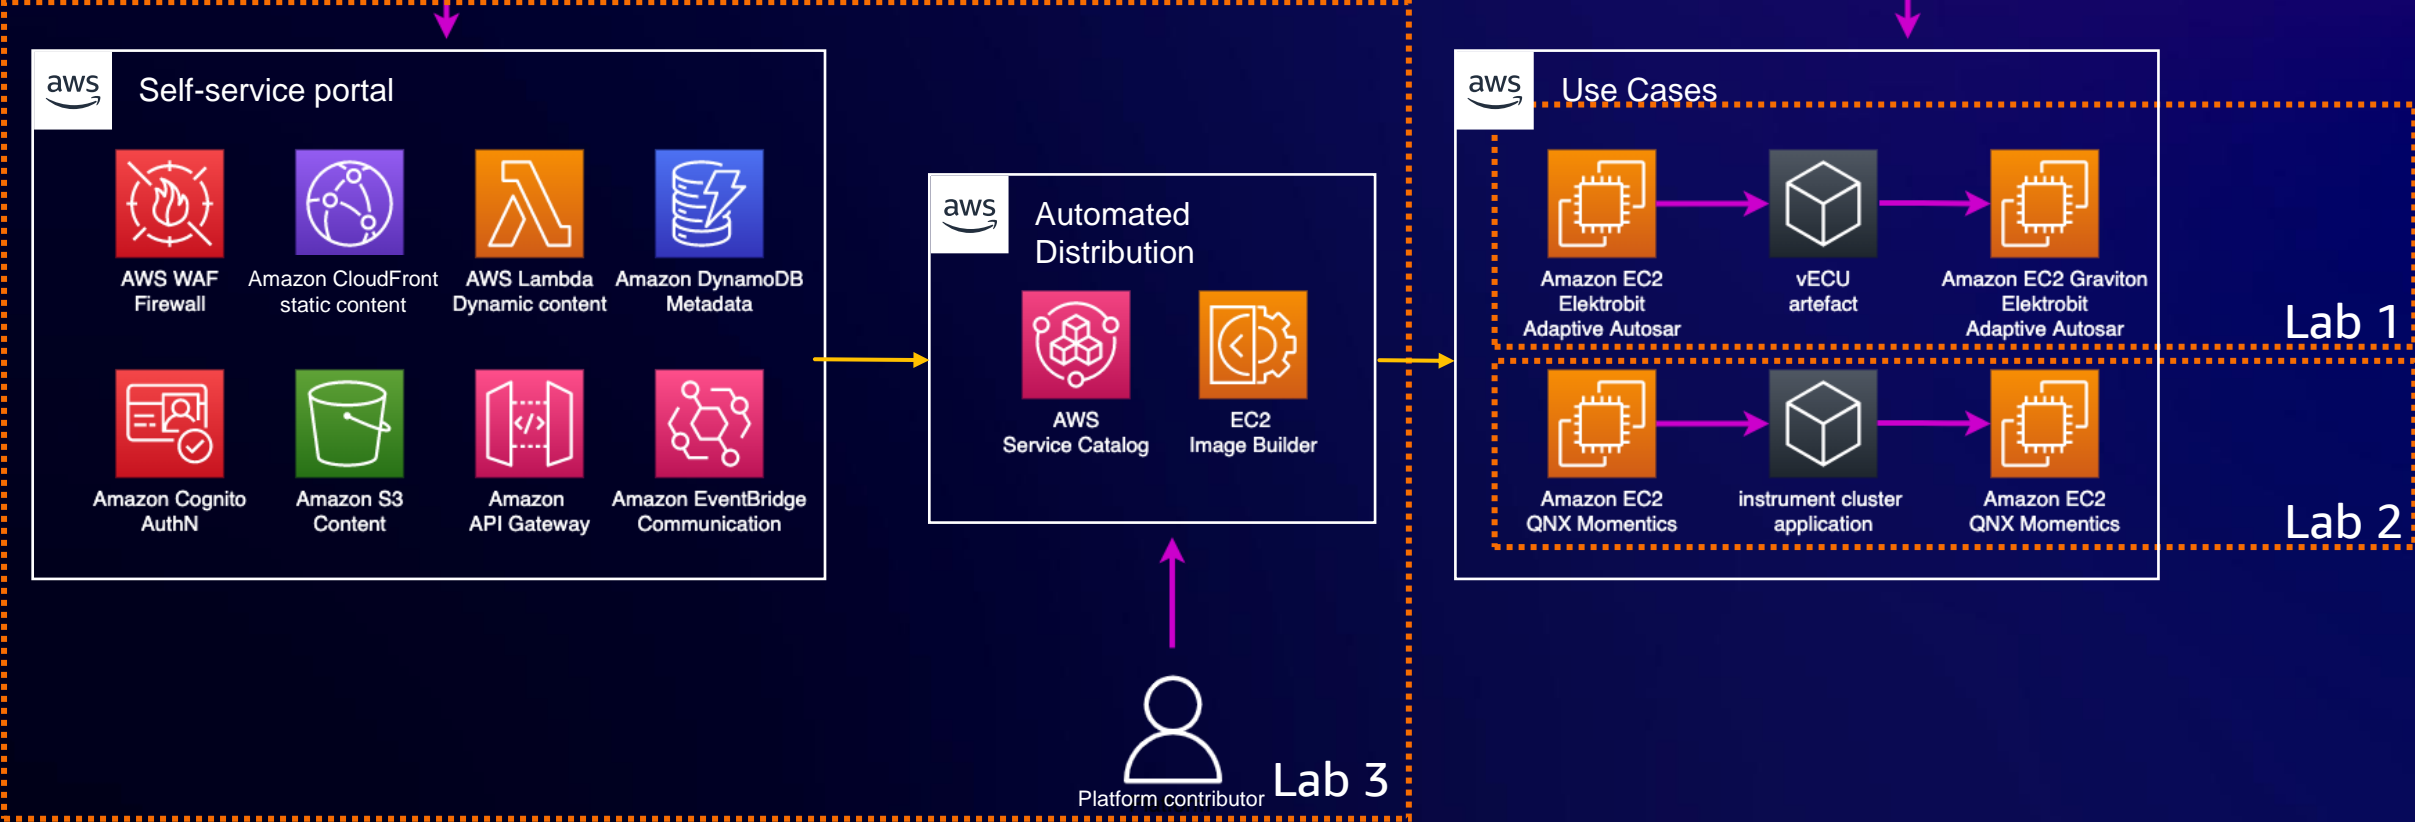 aws
Self-service portal
AWS WAF
Firewall
Amazon CloudFront
static content
AWS Lambda
Dynamic content
Amazon DynamoDB
Metadata
Amazon Cognito
AuthN
Amazon S3
Content
Amazon
API Gateway
Amazon EventBridge
Communication
aws
Automated
Distribution
AWS
Service Catalog
EC2
Image Builder
Platform contributor
Lab 3
aws
Use Cases
Amazon EC2
Elektrobit
Adaptive Autosar
vECU
artefact
Amazon EC2 Graviton
Elektrobit
Adaptive Autosar
Lab 1
Amazon EC2
QNX Momentics
instrument cluster
application
Amazon EC2
QNX Momentics
Lab 2